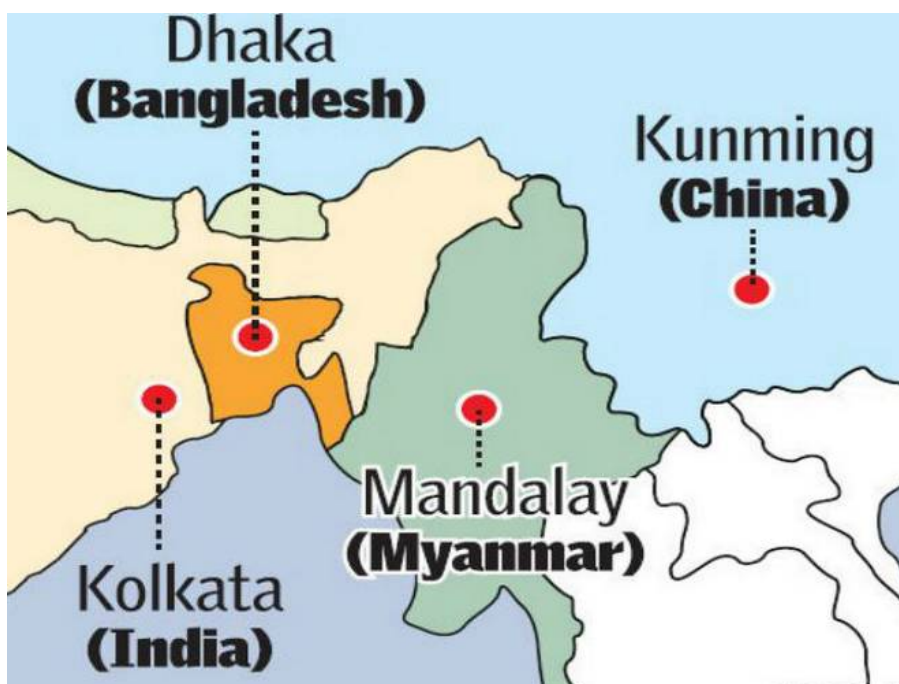 Dhaka
(Bangladesh)
Kunming
(China)
Mandalay
(Myanmar)
Kolkata
(India)